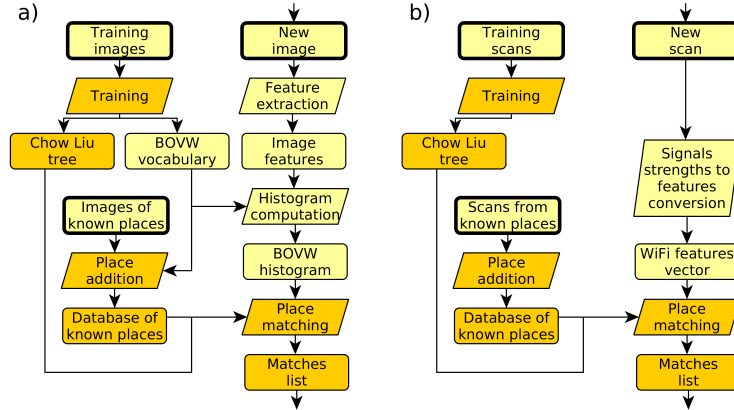 a)
Training
images
New
image
Training
Feature
extraction
Chow Liu
tree
BOVW
vocabulary
Image
features
Images of
known places
Histogram
computation
Place
addition
BOVW
histogram
Database of
known places
Place
matching
Matches
list
b)
Training
scans
New
scan
Training
Chow Liu
tree
Signals
strengths to
features
conversion
Scans from
known places
Place
addition
WiFi features
vector
Database of
known places
Place
matching
Matches
list